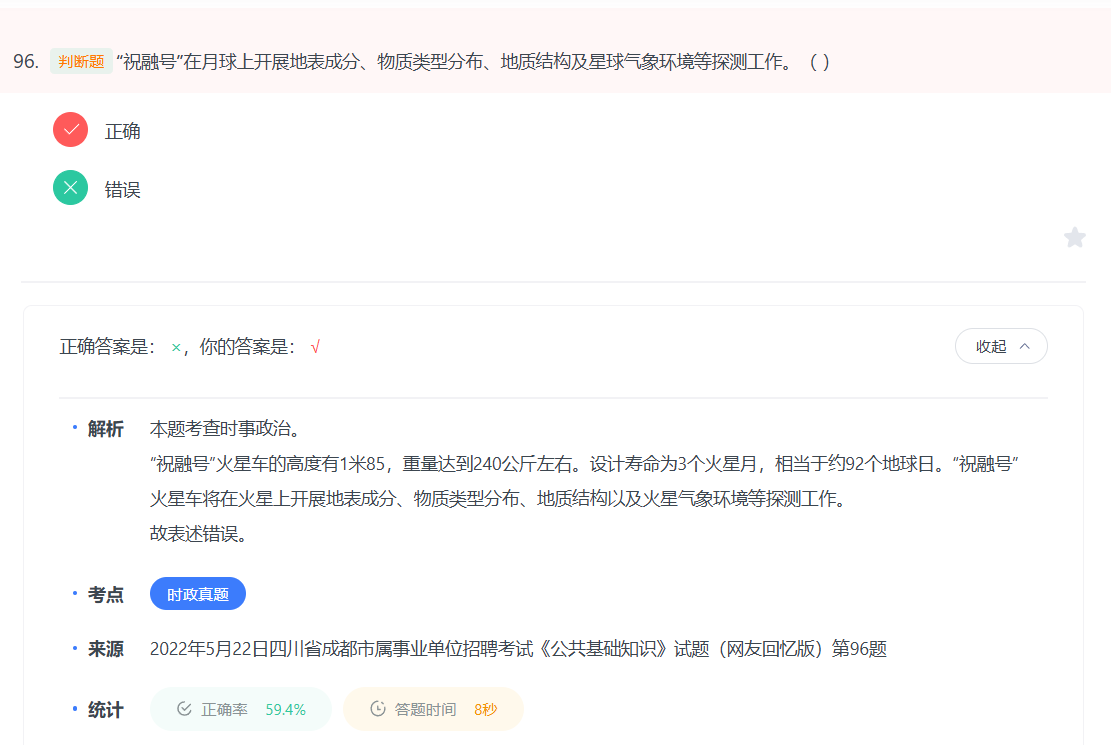 96. 判断题 “祝融号”在月球上开展地表成分、物质类型分布、地质结构及星球气象环境等探测工作。（ ）
正确
错误
正确答案是： ×，你的答案是： √
收起
解析 本题考查时事政治。
“祝融号”火星车的高度有1米85，重量达到240公斤左右。设计寿命为3个火星月，相当于约92个地球日。“祝融号”
火星车将在火星上开展地表成分、物质类型分布、地质结构以及火星气象环境等探测工作。
故表述错误。
考点 时政真题
来源 2022年5月22日四川省成都市属事业单位招聘考试《公共基础知识》试题（网友回忆版）第96题
统计 正确率 59.4% 答题时间 8秒